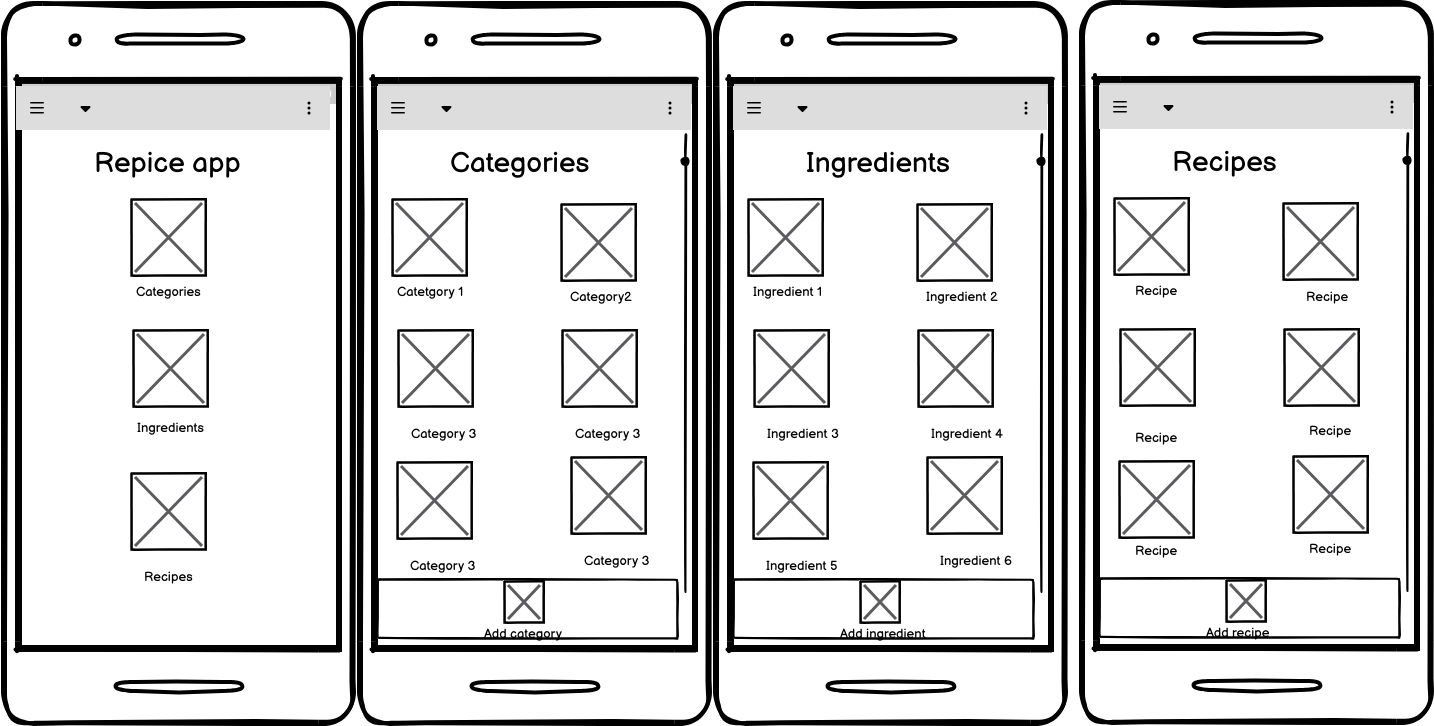 Repice app
Categories
Ingredients
Recipes
Categories
Catetgory 1
Category2
Category 3
Category 3
Category 3
Category 3
Add category
Ingredients
Ingredient 1
Ingredient 2
Ingredient 3
Ingredient 4
Ingredient 5
Ingredient 6
Add ingredient
Recipes
Recipe
Recipe
Recipe
Recipe
Recipe
Recipe
Add recipe